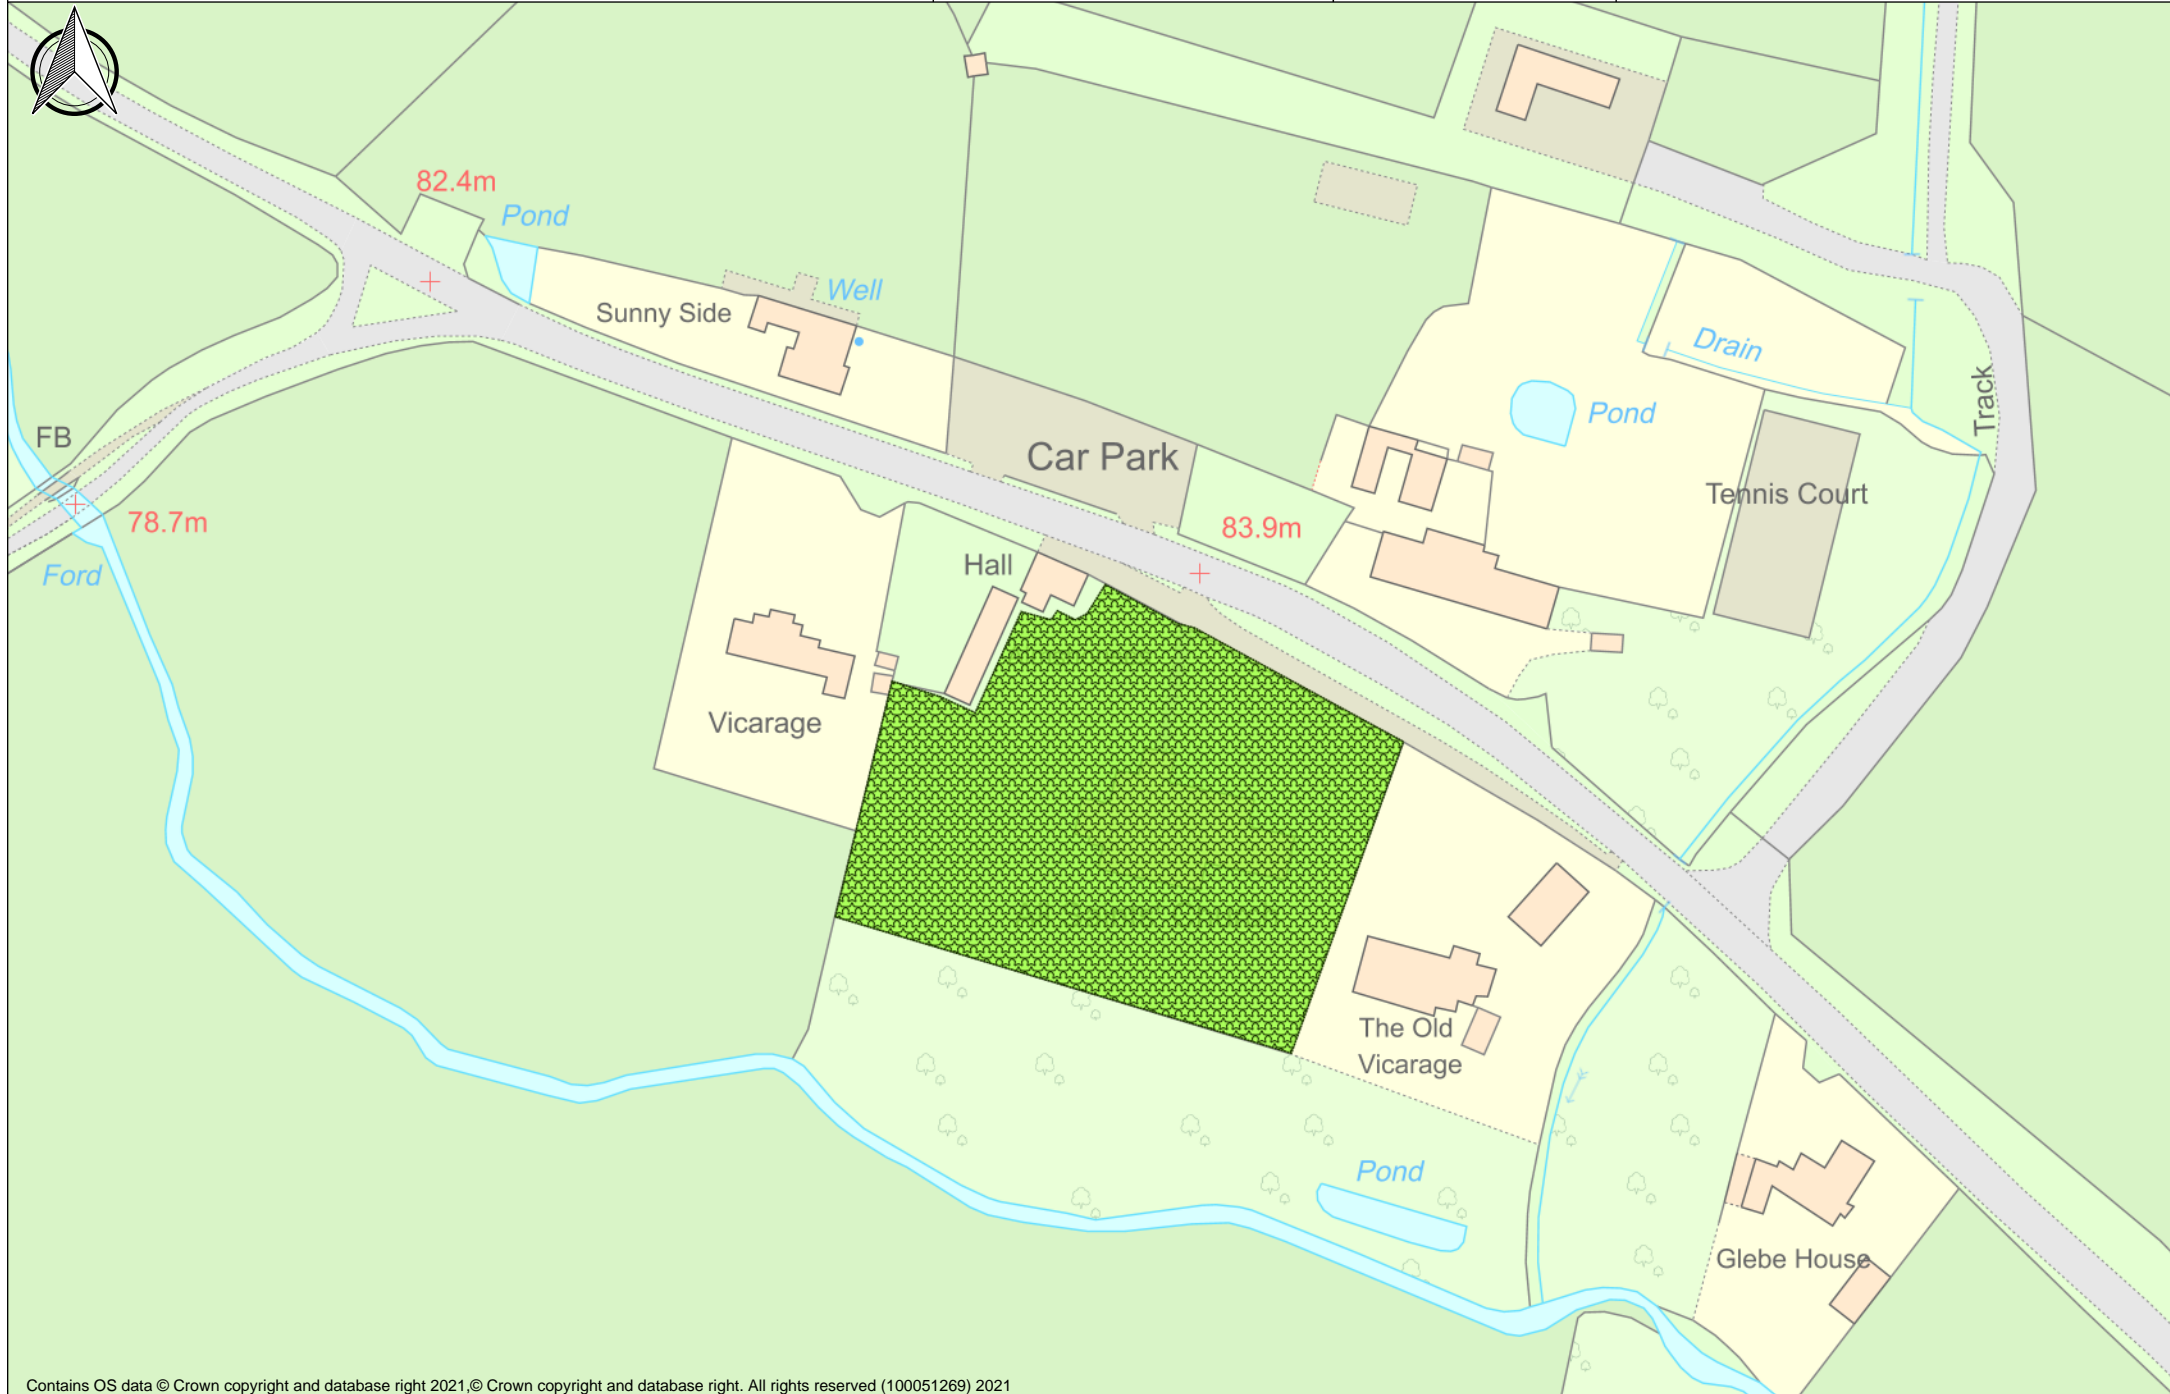 82.4m
Pond
Well
Sunny Side
Drain
Track
Pond
FB
Car Park
Tennis Court
78.7m
83.9m
Hall
Ford
Vicarage
The Old
Vicarage
Pond
Glebe House
Contains OS data © Crown copyright and database right 2021,© Crown copyright and database right. All rights reserved (100051269) 2021